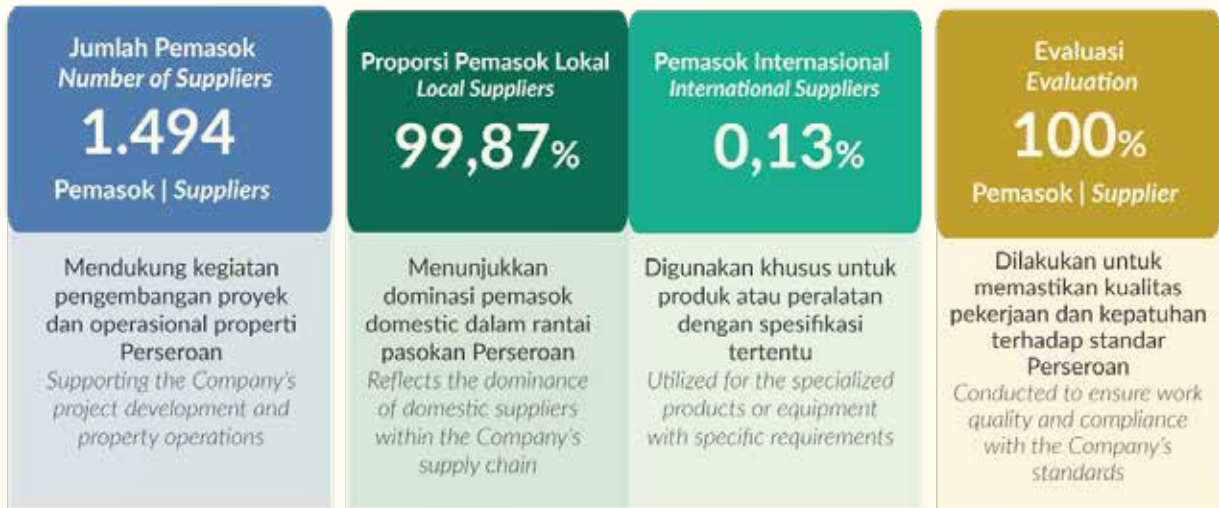 Jumlah Pemasok
Number of Suppliers
1.494
Pemasok | Suppliers
Mendukung kegiatan
pengembangan proyek
dan operasional properti
Perseroan
Supporting the Company's
project development and
property operations
Proporsi Pemasok Lokal
Local Suppliers
99,87%
Menunjukkan
dominasi pemasok
domestic dalam rantai
pasokan Perseroan
Reflects the dominance
of domestic suppliers
within the Company's
supply chain
Pemasok Internasional
International Suppliers
0,13%
Digunakan khusus untuk
produk atau peralatan
dengan spesifikasi
tertentu
Utilized for the specialized
products or equipment
with specific requirements
Evaluasi
Evaluation
100%
Pemasok | Supplier
Dilakukan untuk
memastikan kualitas
pekerjaan dan kepatuhan
terhadap standar
Perseroan
Conducted to ensure work
quality and compliance
with the Company's
standards